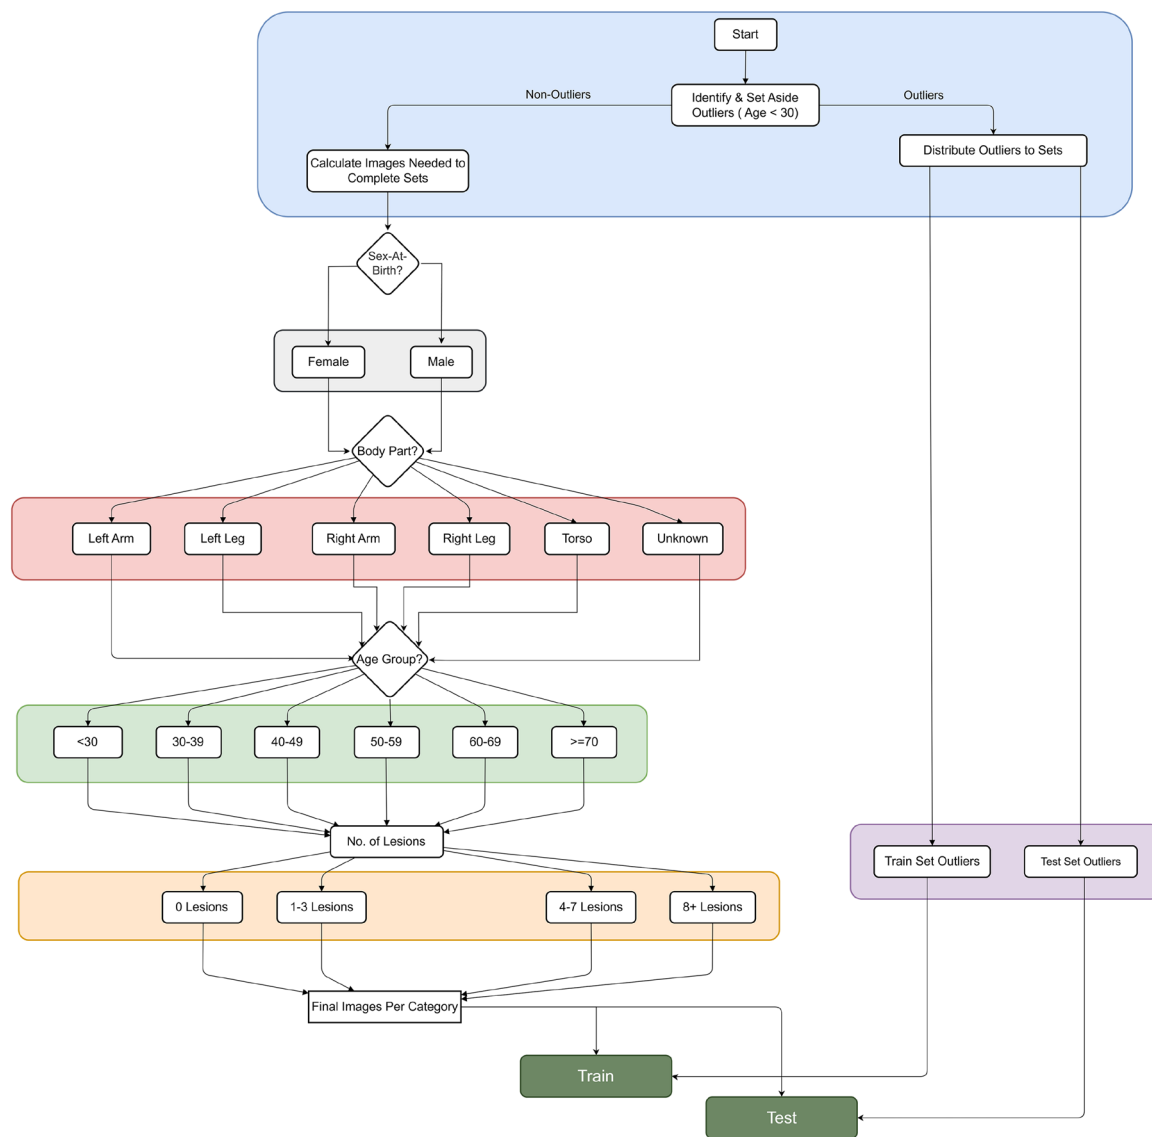 Start
Non-Outliers
Identify & Set Aside
Outliers ( Age < 30)
Outliers
Calculate Images Needed to
Complete Sets
Distribute Outliers to Sets
Sex-At-
Birth?
Female
Male
Body Part?
Left Arm
Left Leg
Right Arm
Right Leg
Torso
Unknown
Age Group?
<30
30-39
40-49
50-59
60-69
>=70
No. of Lesions
Train Set Outliers
Test Set Outliers
0 Lesions
1-3 Lesions
4-7 Lesions
8+ Lesions
Final Images Per Category
Train
Test